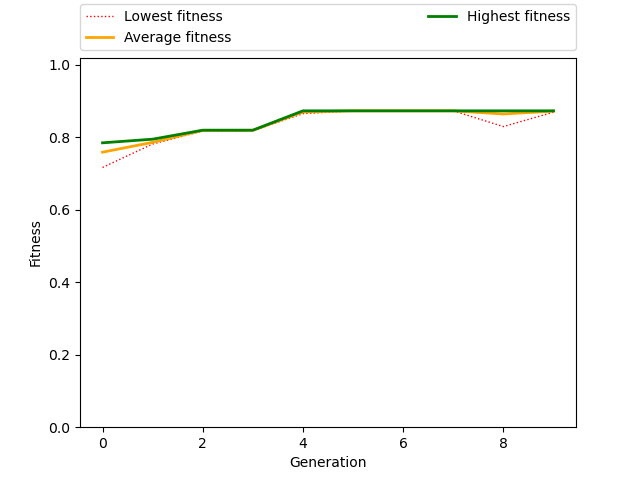 Lowest fitness
Average fitness
Highest fitness
1.0
0.8
0.6
0.4
0.2
0.0
Fitness
0 2 4 6 8
Generation